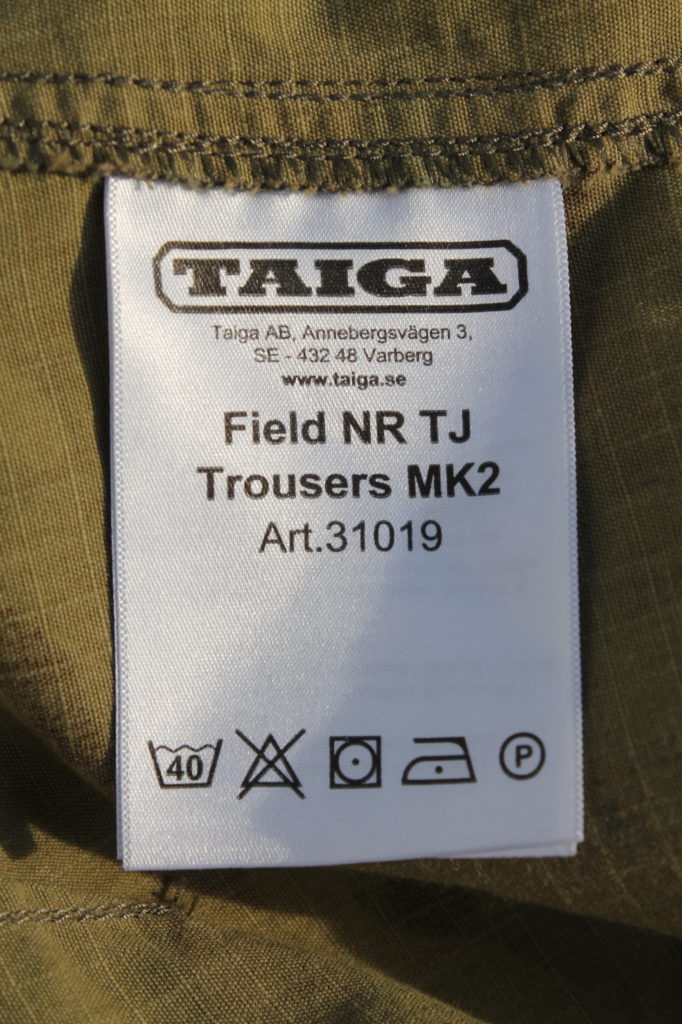 TAIGA
Taiga AB, Annebergsvägen 3,
SE - 432 48 Varberg
www.taiga.se
Field NR TJ
Trousers MK2
Art.31019
40 P